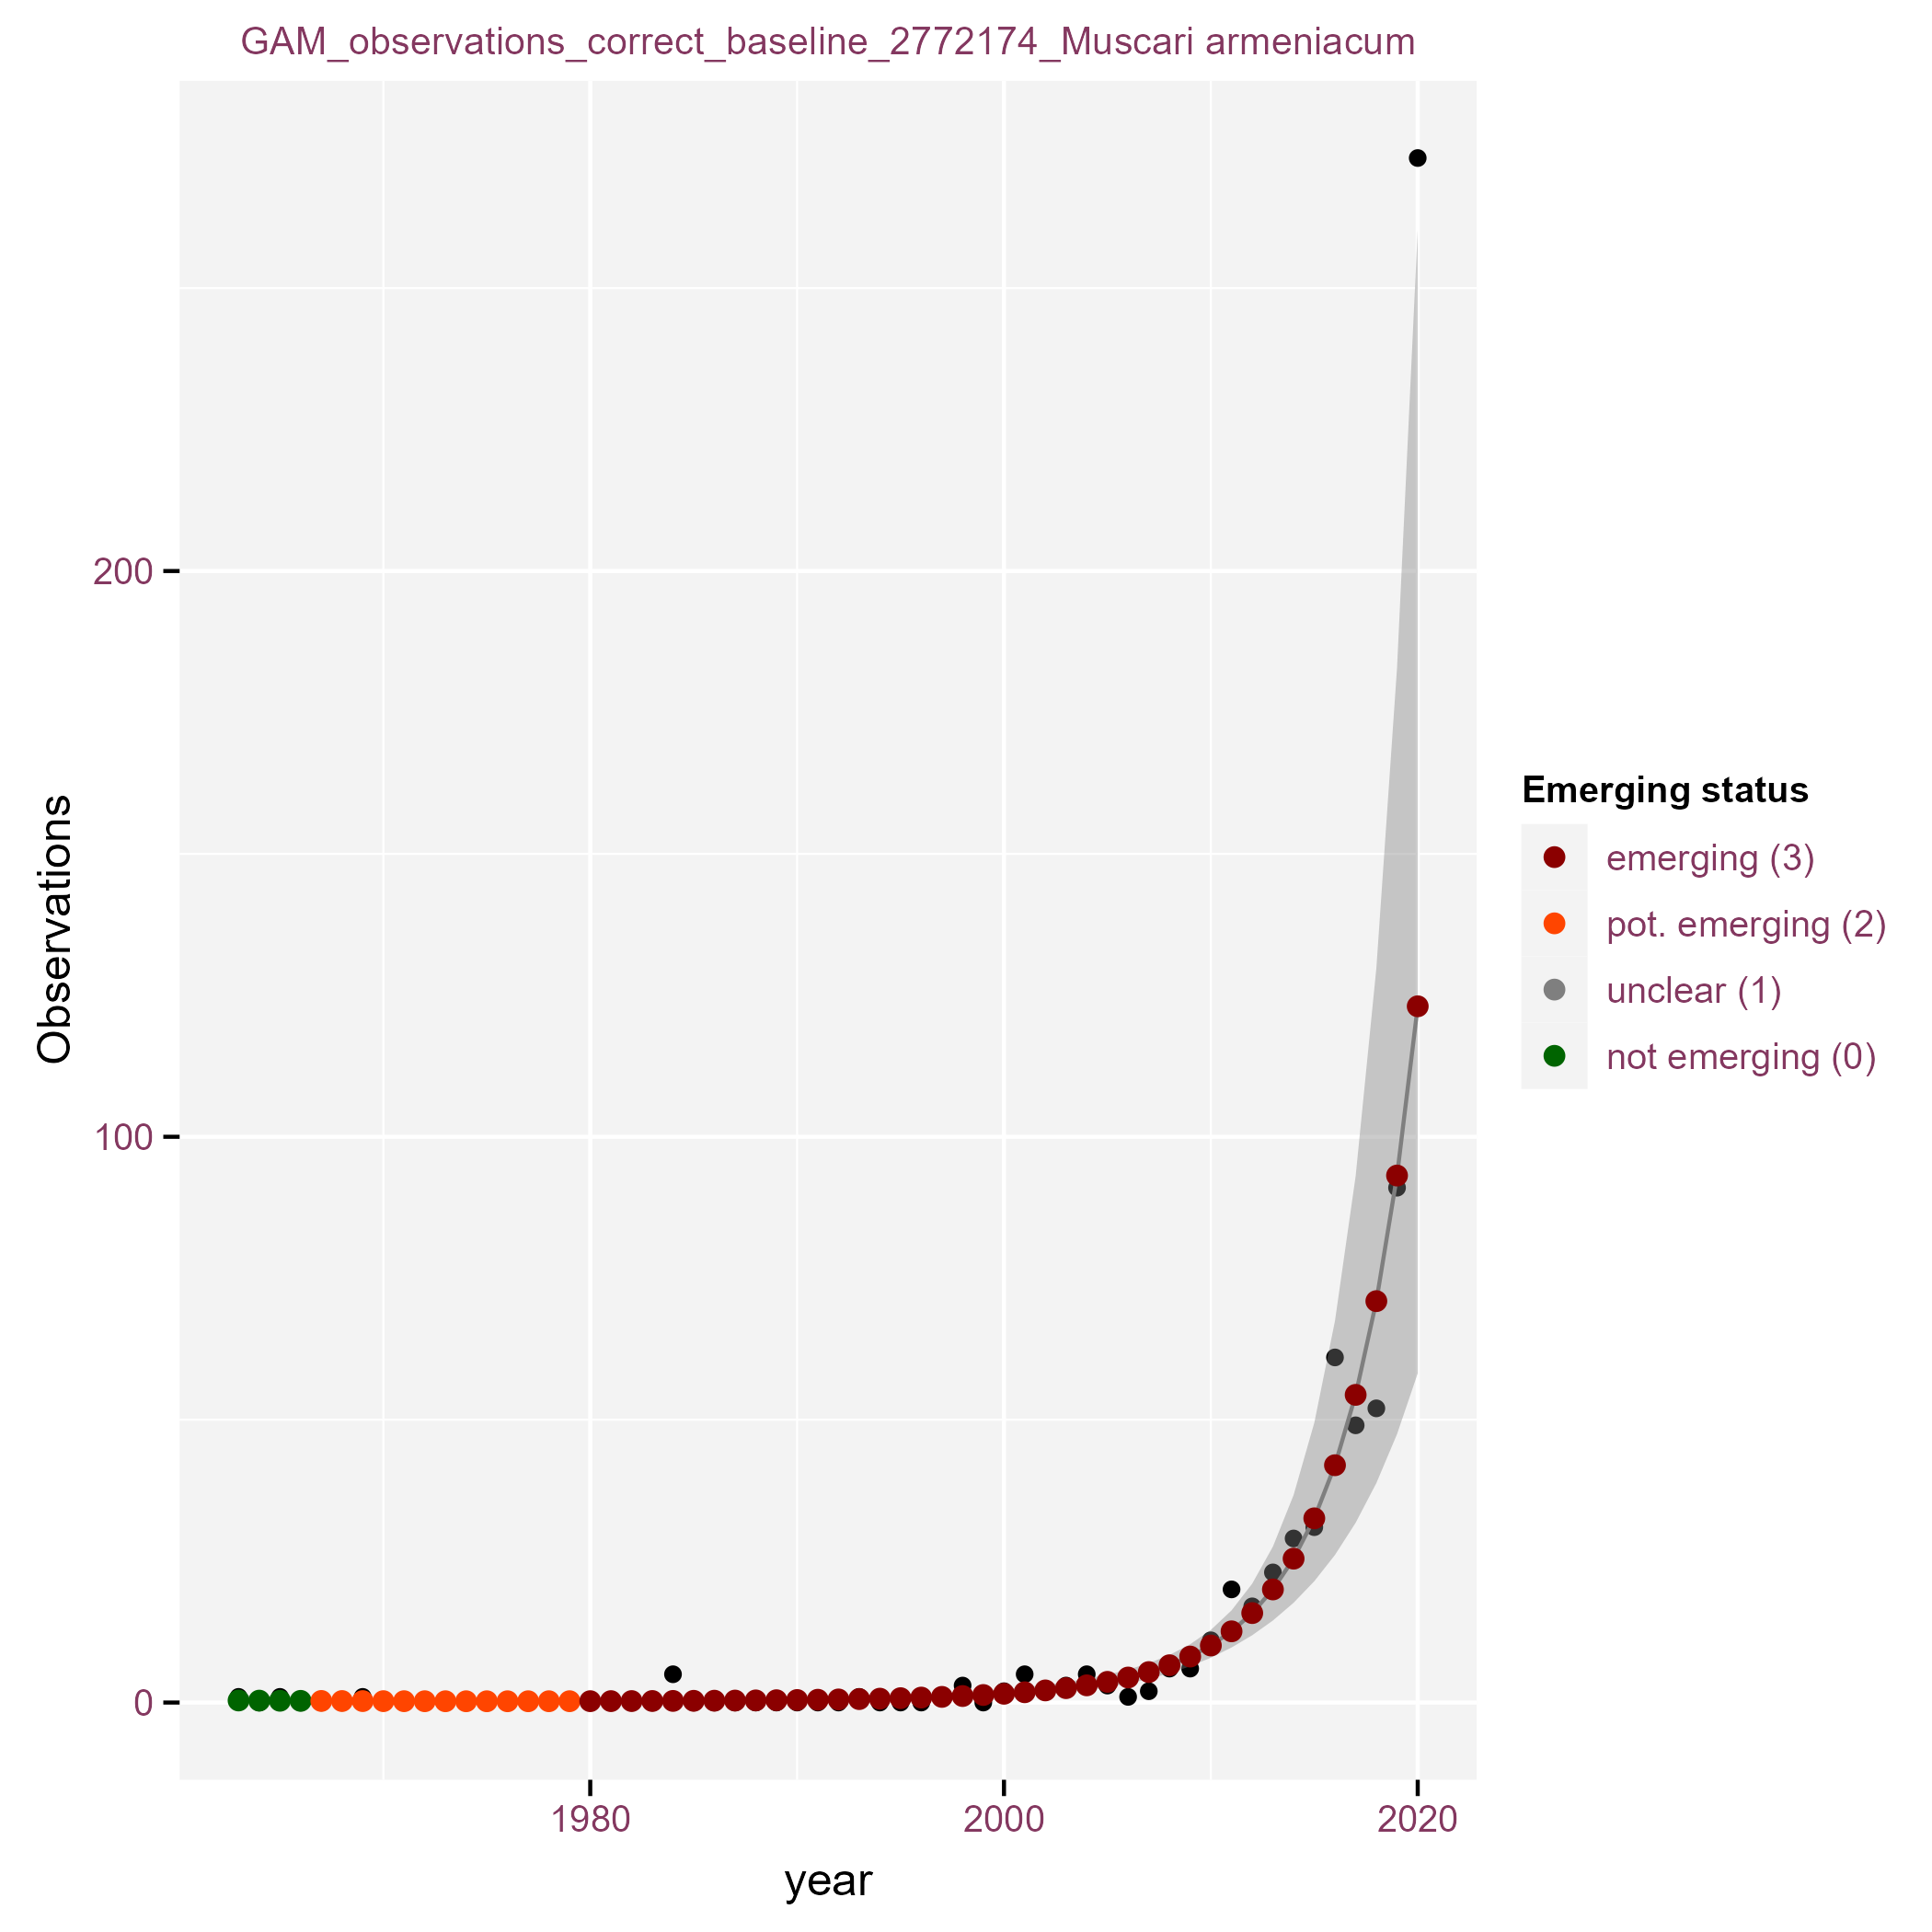 GAM_observations_correct_baseline_2772174_Muscari armeniacum
Observations
200
100
0
1980
2000
2020
year
Emerging status
emerging (3)
pot. emerging (2)
unclear (1)
not emerging (0)